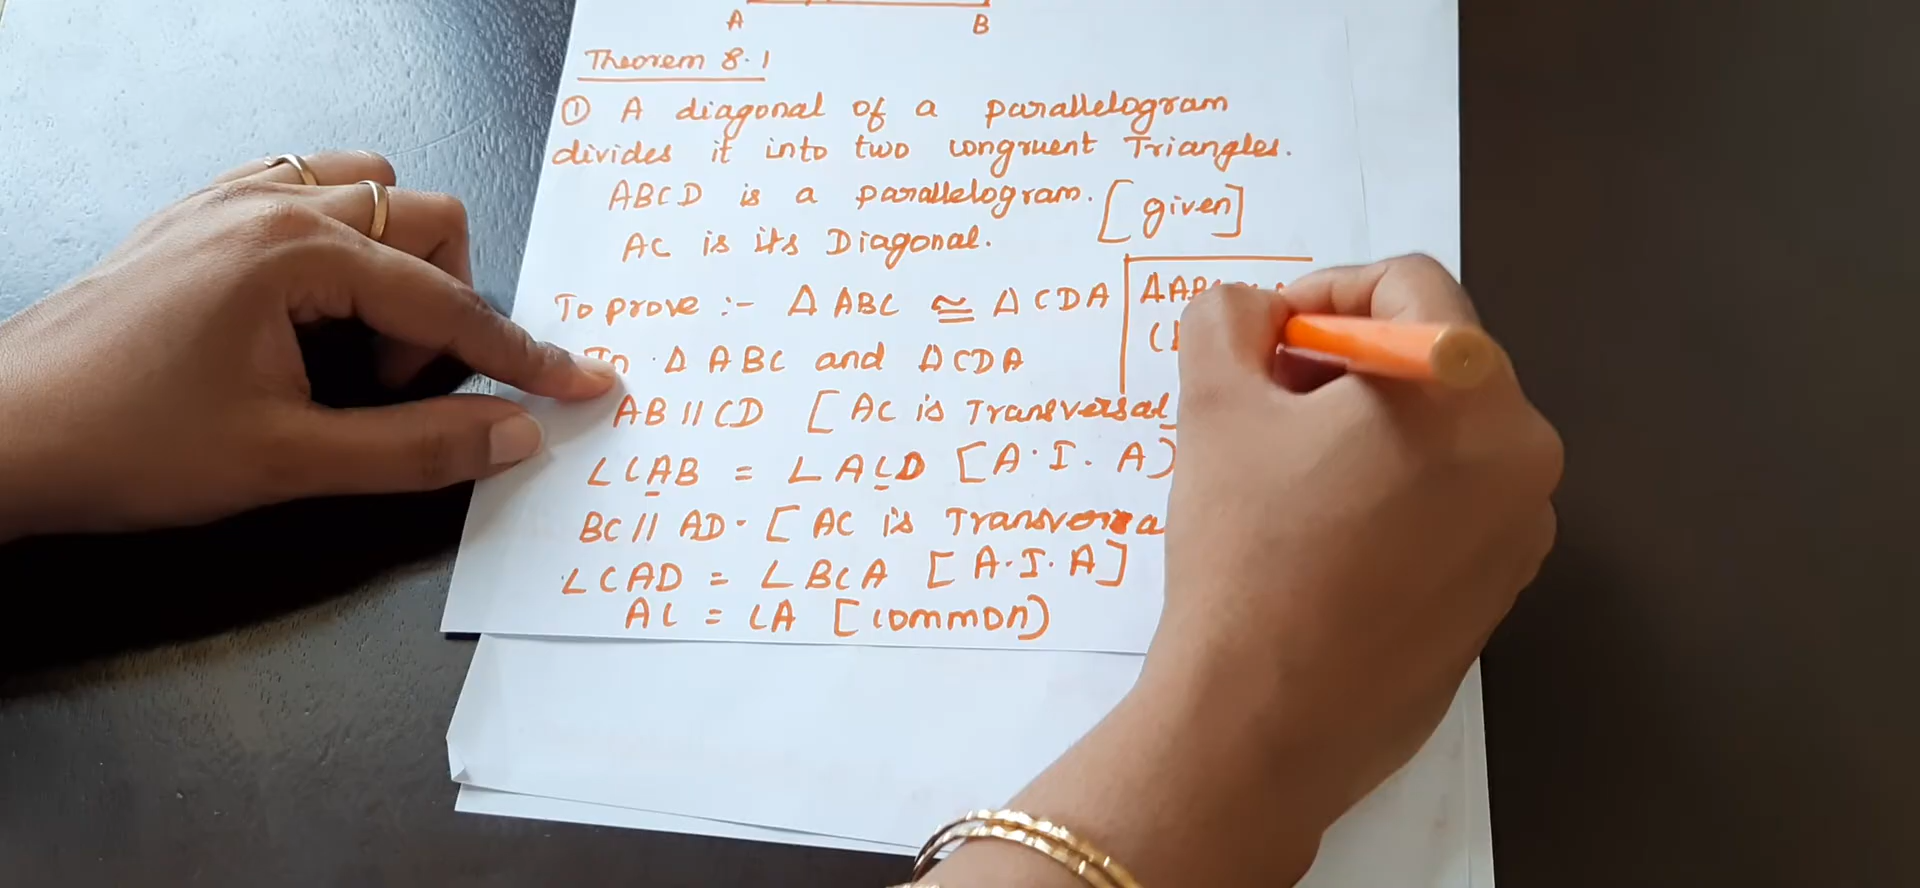 A B
Theorem 8.1
① A diagonal of a parallelogram
divides it into two congruent Triangles.
ABCD is a parallelogram. [given]
AC is its Diagonal.
To prove :- Δ ABC ≅ Δ CDA
In Δ ABC and Δ CDA
AB || CD [AC is Transversal
∠CAB = ∠ACD [A.I.A)
BC || AD. [AC is
∠CAD = ∠BCA [A.I.A]
AC = CA [common)